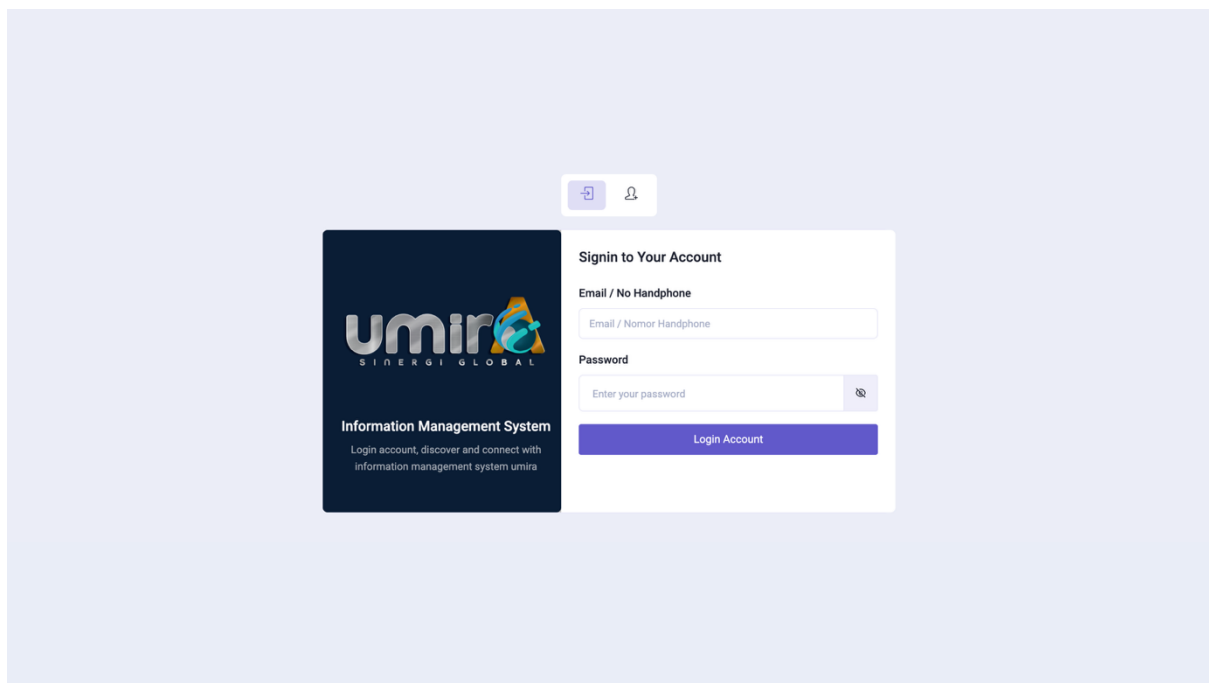 umira
SINERGI GLOBAL
Information Management System
Login account, discover and connect with
information management system umira
Signin to Your Account
Email / No Handphone
Email / Nomor Handphone
Password
Enter your password
Login Account